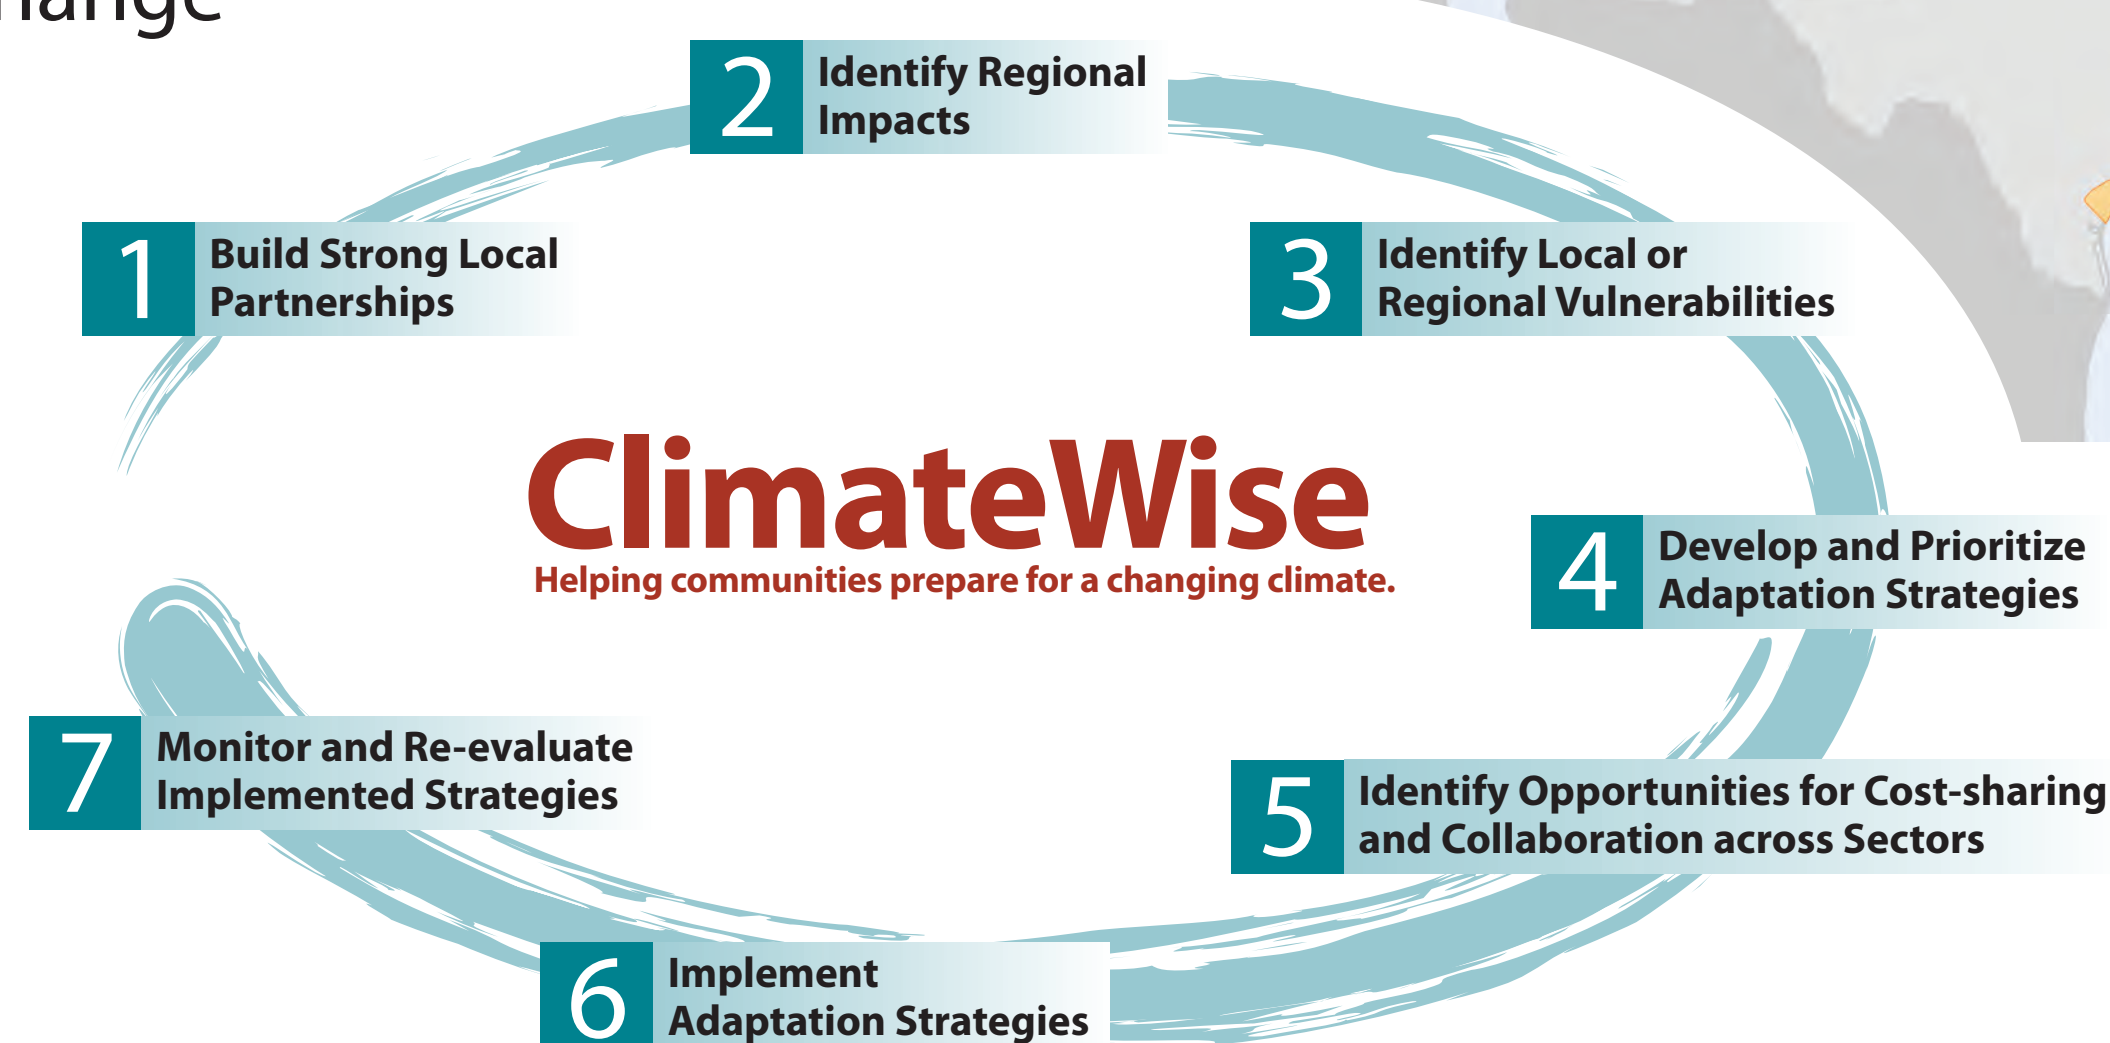 2
Identify Regional
Impacts
1
Build Strong Local
Partnerships
3
Identify Local or
Regional Vulnerabilities
ClimateWise
Helping communities prepare for a changing climate.
4
Develop and Prioritize
Adaptation Strategies
7
Monitor and Re-evaluate
Implemented Strategies
5
Identify Opportunities for Cost-sharing
and Collaboration across Sectors
6
Implement
Adaptation Strategies